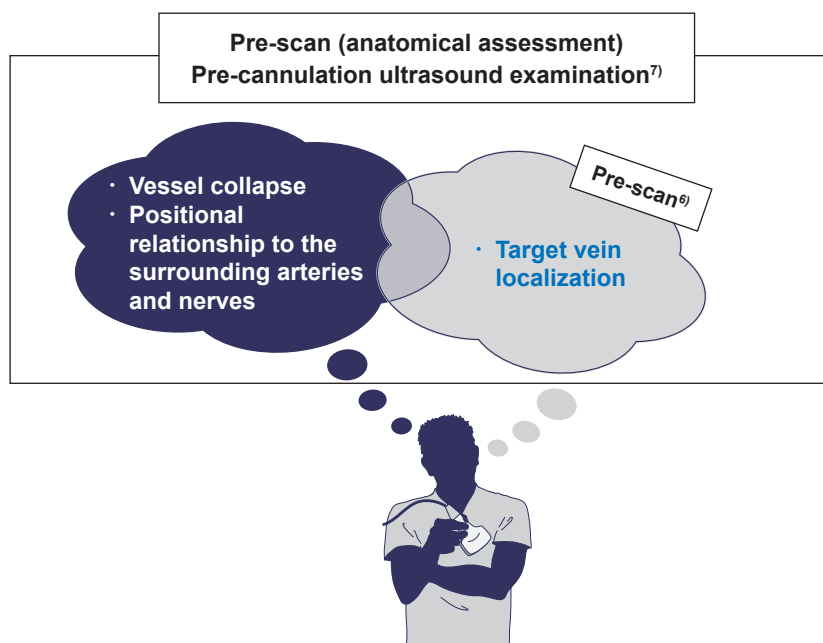 Pre-scan (anatomical assessment)
Pre-cannulation ultrasound examination⁷⁾
· Vessel collapse
· Positional
relationship to the
surrounding arteries
and nerves
Pre-scan⁶⁾
· Target vein
localization